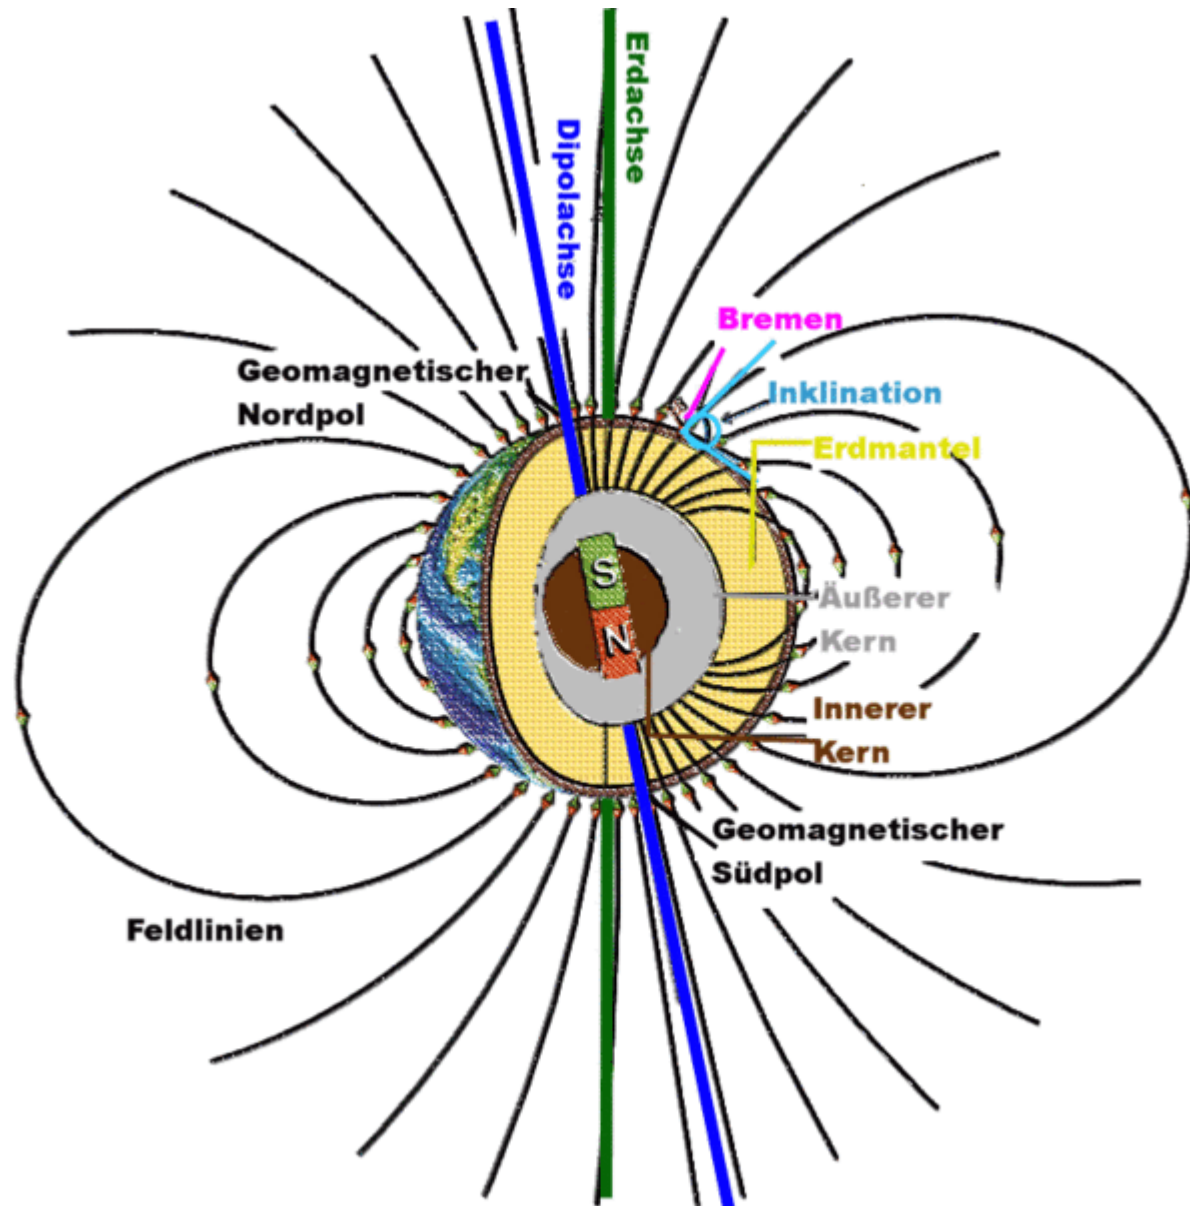 Erdachse
Dipolachse
Bremen
Geomagnetischer
Nordpol
Inklination
Erdmantel
S
N
Äußerer
Kern
Innerer
Kern
Geomagnetischer
Südpol
Feldlinien